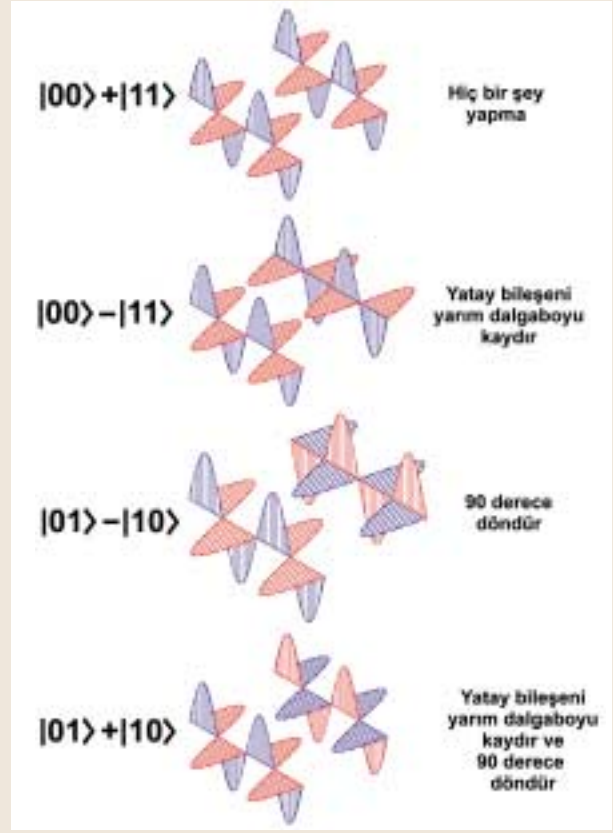 |00⟩+|11⟩
Hiç bir şey
yapma
|00⟩−|11⟩
Yatay bileşeni
yarım dalgaboyu
kaydır
|01⟩−|10⟩
90 derece
döndür
|01⟩+|10⟩
Yatay bileşeni
yarım dalgaboyu
kaydır ve
90 derece
döndür